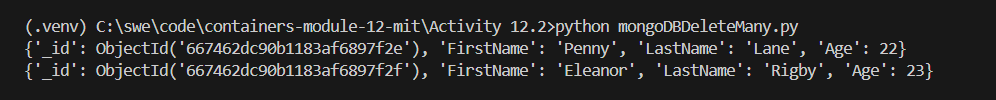 (.venv) C:\swe\code\containers-module-12-mit\Activity 12.2>python mongoDBDeleteMany.py
{'_id': ObjectId('667462dc90b1183af6897f2e'), 'FirstName': 'Penny', 'LastName': 'Lane', 'Age': 22}
{'_id': ObjectId('667462dc90b1183af6897f2f'), 'FirstName': 'Eleanor', 'LastName': 'Rigby', 'Age': 23}